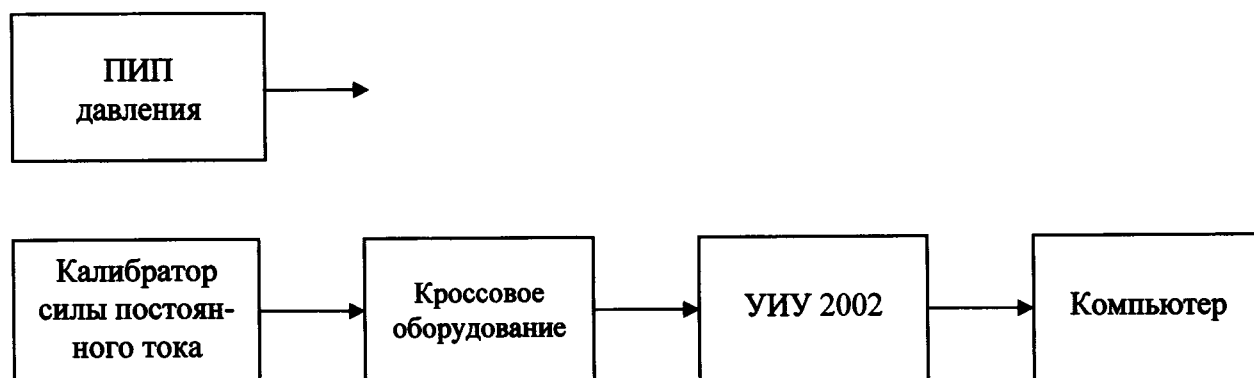 ПИП
давления
Калибратор
силы постоян-
ного тока
Кроссовое
оборудование
УИУ 2002
Компьютер